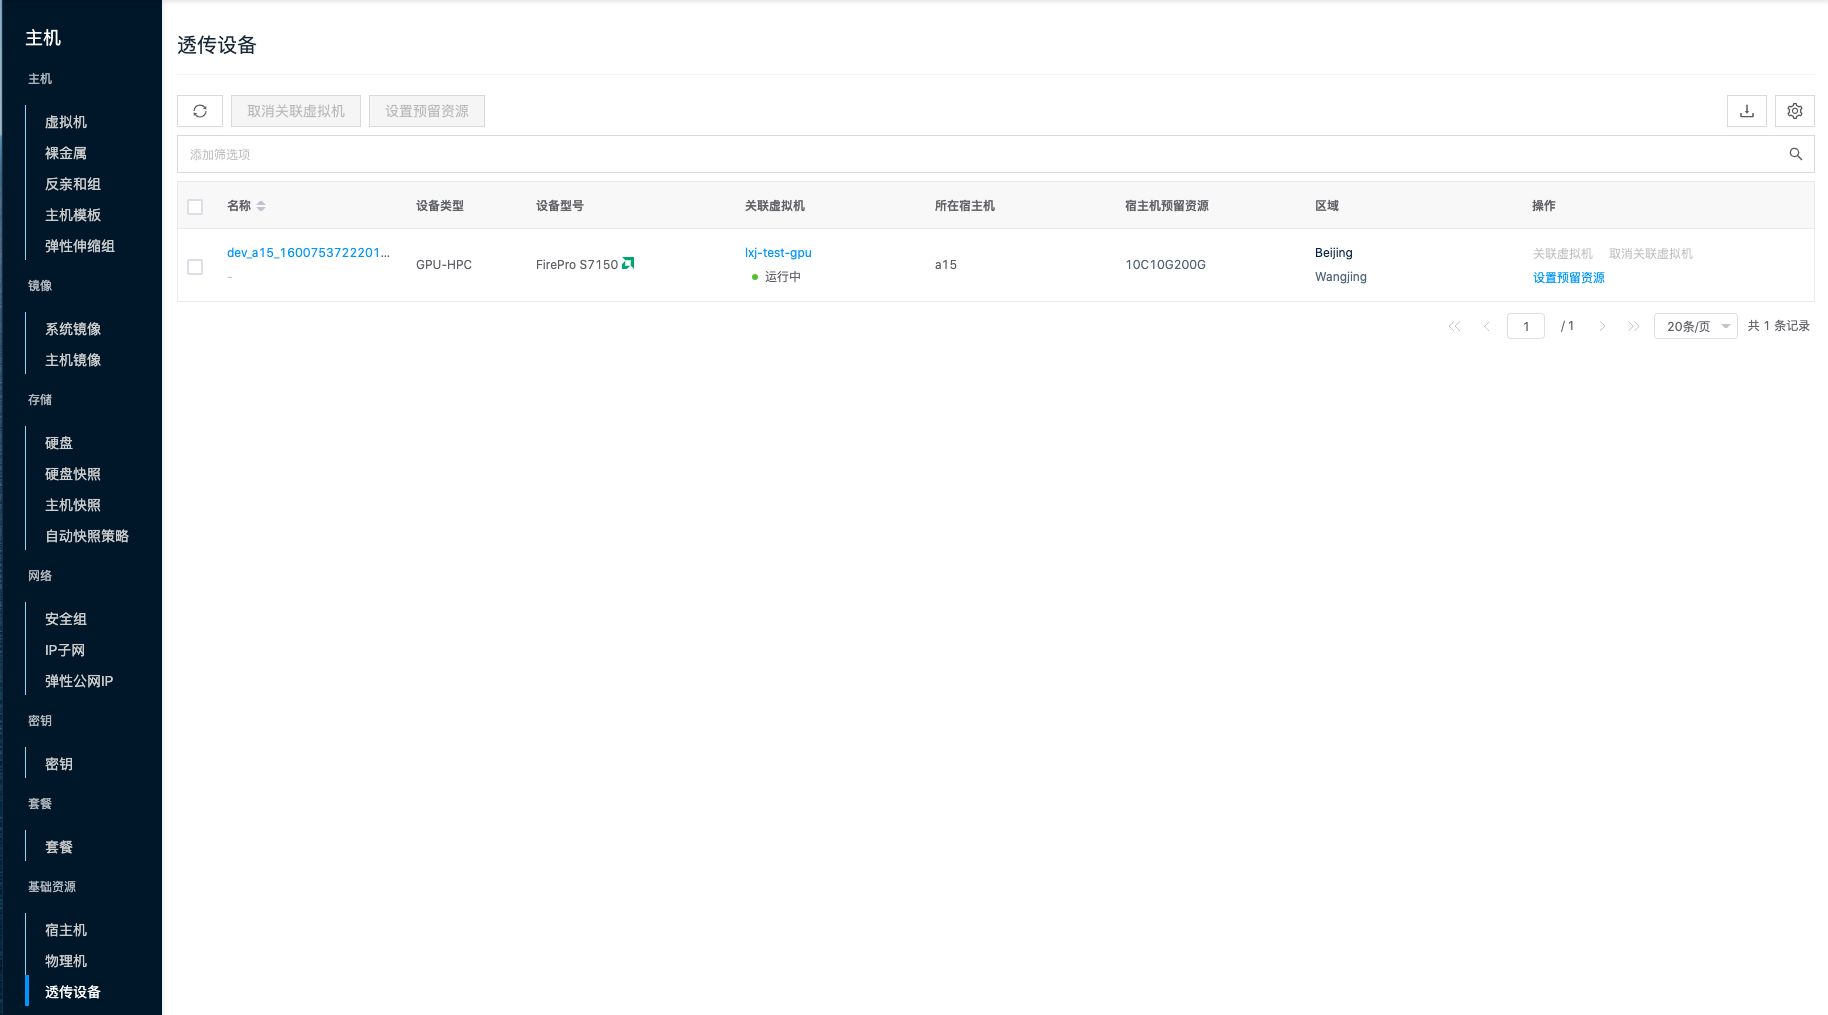 主机
主机
虚拟机
裸金属
反亲和组
主机模板
弹性伸缩组
镜像
系统镜像
主机镜像
存储
硬盘
硬盘快照
主机快照
自动快照策略
网络
安全组
IP子网
弹性公网IP
密钥
密钥
套餐
套餐
基础资源
宿主机
物理机
透传设备
透传设备
取消关联虚拟机 设置预留资源
添加筛选项
名称 设备类型 设备型号 关联虚拟机 所在宿主机 宿主机预留资源 区域 操作
dev_a15_1600753722201... GPU-HPC FirePro S7150 lxj-test-gpu a15 10C10G200G Beijing 关联虚拟机 取消关联虚拟机
- 运行中 Wangjing 设置预留资源
1 / 1 20条/页 共 1 条记录